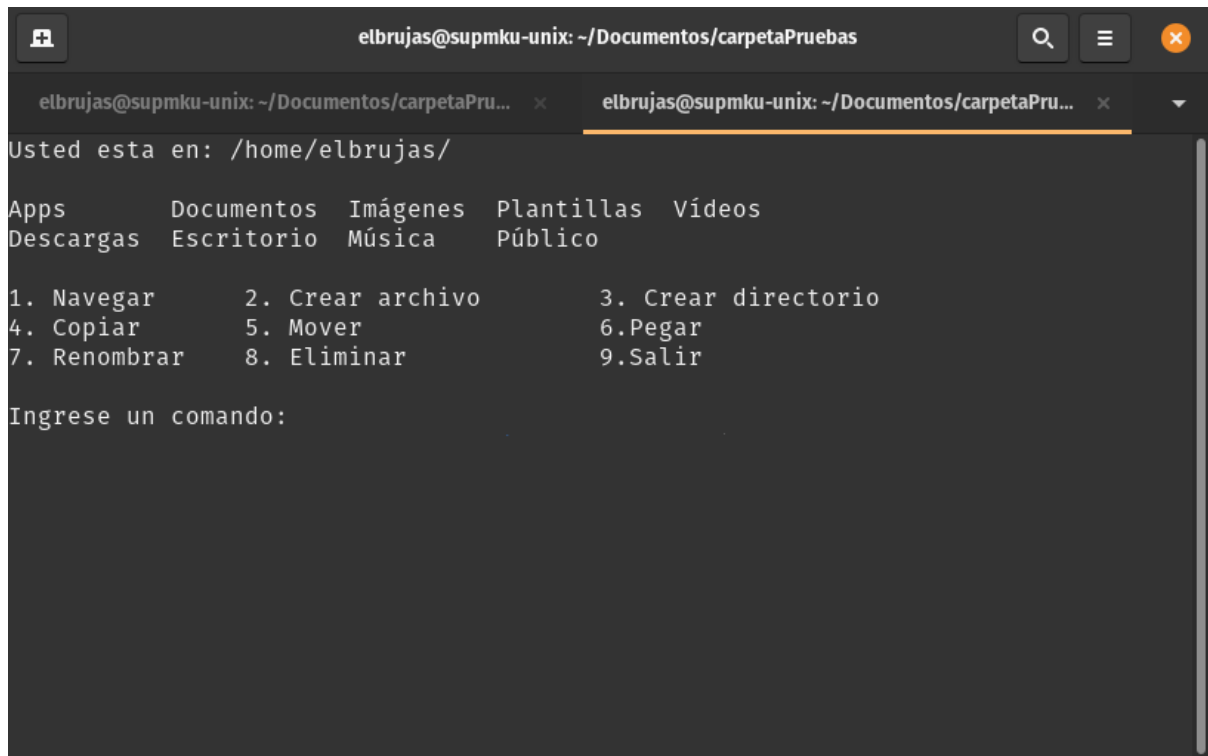 elbrujas@supmku-unix: ~/Documentos/carpetaPruebas
elbrujas@supmku-unix: ~/Documentos/carpetaPru... elbrujas@supmku-unix: ~/Documentos/carpetaPru...
Usted esta en: /home/elbrujas/
Apps Documentos Imágenes Plantillas Vídeos
Descargas Escritorio Música Público
1. Navegar 2. Crear archivo 3. Crear directorio
4. Copiar 5. Mover 6.Pegar
7. Renombrar 8. Eliminar 9.Salir
Ingrese un comando: